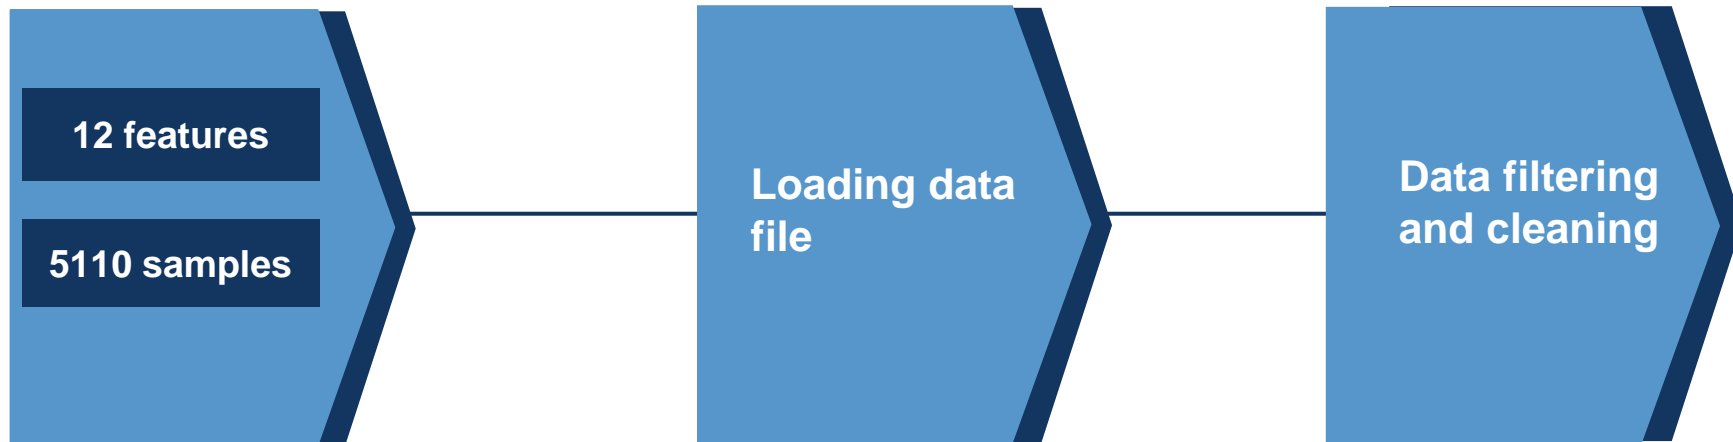 12 features
5110 samples
Loading data
file
Data filtering
and cleaning